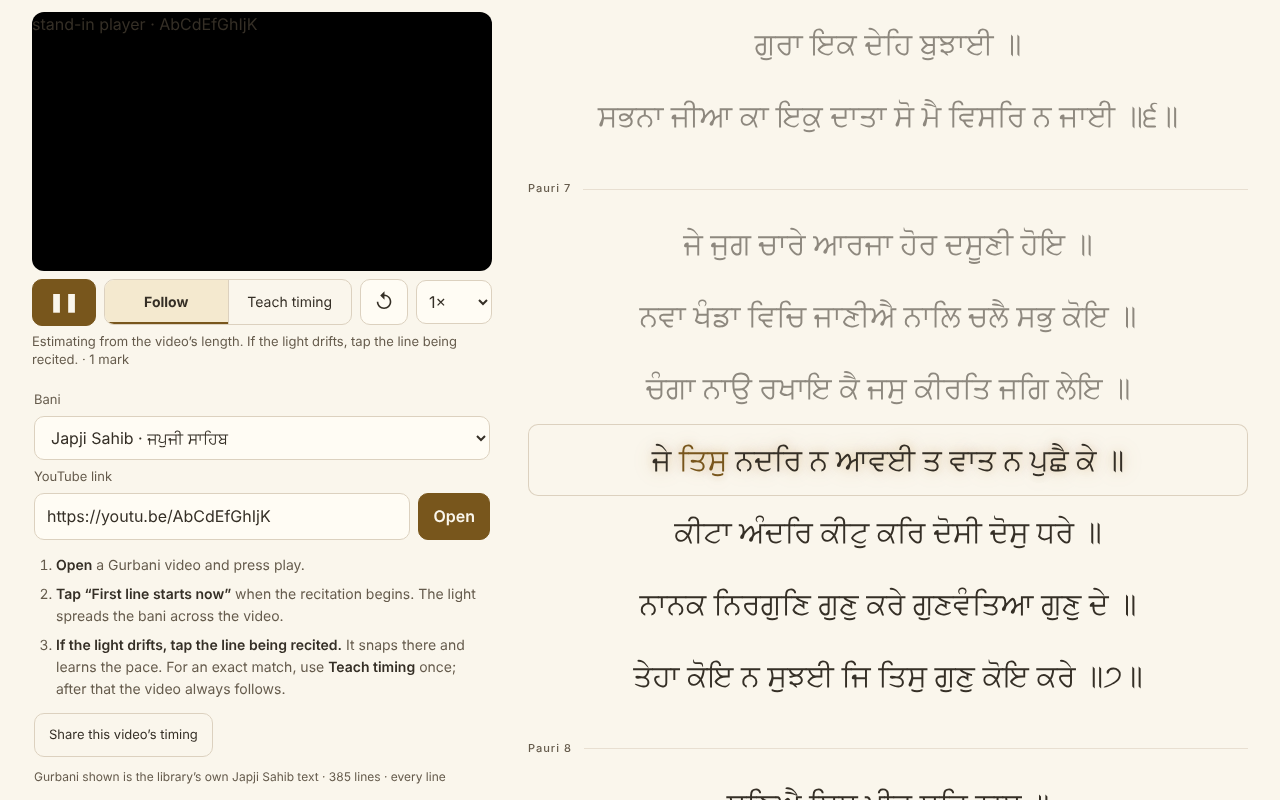 stand-in player · AbCdEfGhIjK
Follow
Teach timing
1×
Estimating from the video’s length. If the light drifts, tap the line being
recited. · 1 mark
Bani
Japji Sahib · ਜਪੁਜੀ ਸਾਹਿਬ
YouTube link
https://youtu.be/AbCdEfGhIjK
Open
1. Open a Gurbani video and press play.
2. Tap “First line starts now” when the recitation begins. The light
spreads the bani across the video.
3. If the light drifts, tap the line being recited. It snaps there and
learns the pace. For an exact match, use Teach timing once;
after that the video always follows.
Share this video’s timing
Gurbani shown is the library’s own Japji Sahib text · 385 lines · every line
ਗੁਰਾ ਇਕ ਦੇਹਿ ਬੁਝਾਈ ॥
ਸਭਨਾ ਜੀਆ ਕਾ ਇਕੁ ਦਾਤਾ ਸੋ ਮੈ ਵਿਸਰਿ ਨ ਜਾਈ ॥੬॥
Pauri 7
ਜੇ ਜੁਗ ਚਾਰੇ ਆਰਜਾ ਹੋਰ ਦਸੂਣੀ ਹੋਇ ॥
ਨਵਾ ਖੰਡਾ ਵਿਚਿ ਜਾਣੀਐ ਨਾਲਿ ਚਲੈ ਸਭੁ ਕੋਇ ॥
ਚੰਗਾ ਨਾਉ ਰਖਾਇ ਕੈ ਜਸੁ ਕੀਰਤਿ ਜਗਿ ਲੇਇ ॥
ਜੇ ਤਿਸੁ ਨਦਰਿ ਨ ਆਵਈ ਤ ਵਾਤ ਨ ਪੁਛੈ ਕੇ ॥
ਕੀਟਾ ਅੰਦਰਿ ਕੀਟੁ ਕਰਿ ਦੋਸੀ ਦੋਸੁ ਧਰੇ ॥
ਨਾਨਕ ਨਿਰਗੁਣਿ ਗੁਣੁ ਕਰੇ ਗੁਣਵੰਤਿਆ ਗੁਣੁ ਦੇ ॥
ਤੇਹਾ ਕੋਇ ਨ ਸੁਝਈ ਜਿ ਤਿਸੁ ਗੁਣੁ ਕੋਇ ਕਰੇ ॥੭॥
Pauri 8